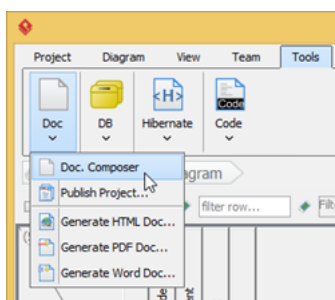 Project Diagram View Team Tools
<H>
Code
Doc DB Hibernate Code
Doc. Composer
agram
Publish Project...
filter row... Filt
Generate HTML Doc...
Generate PDF Doc...
Generate Word Doc...